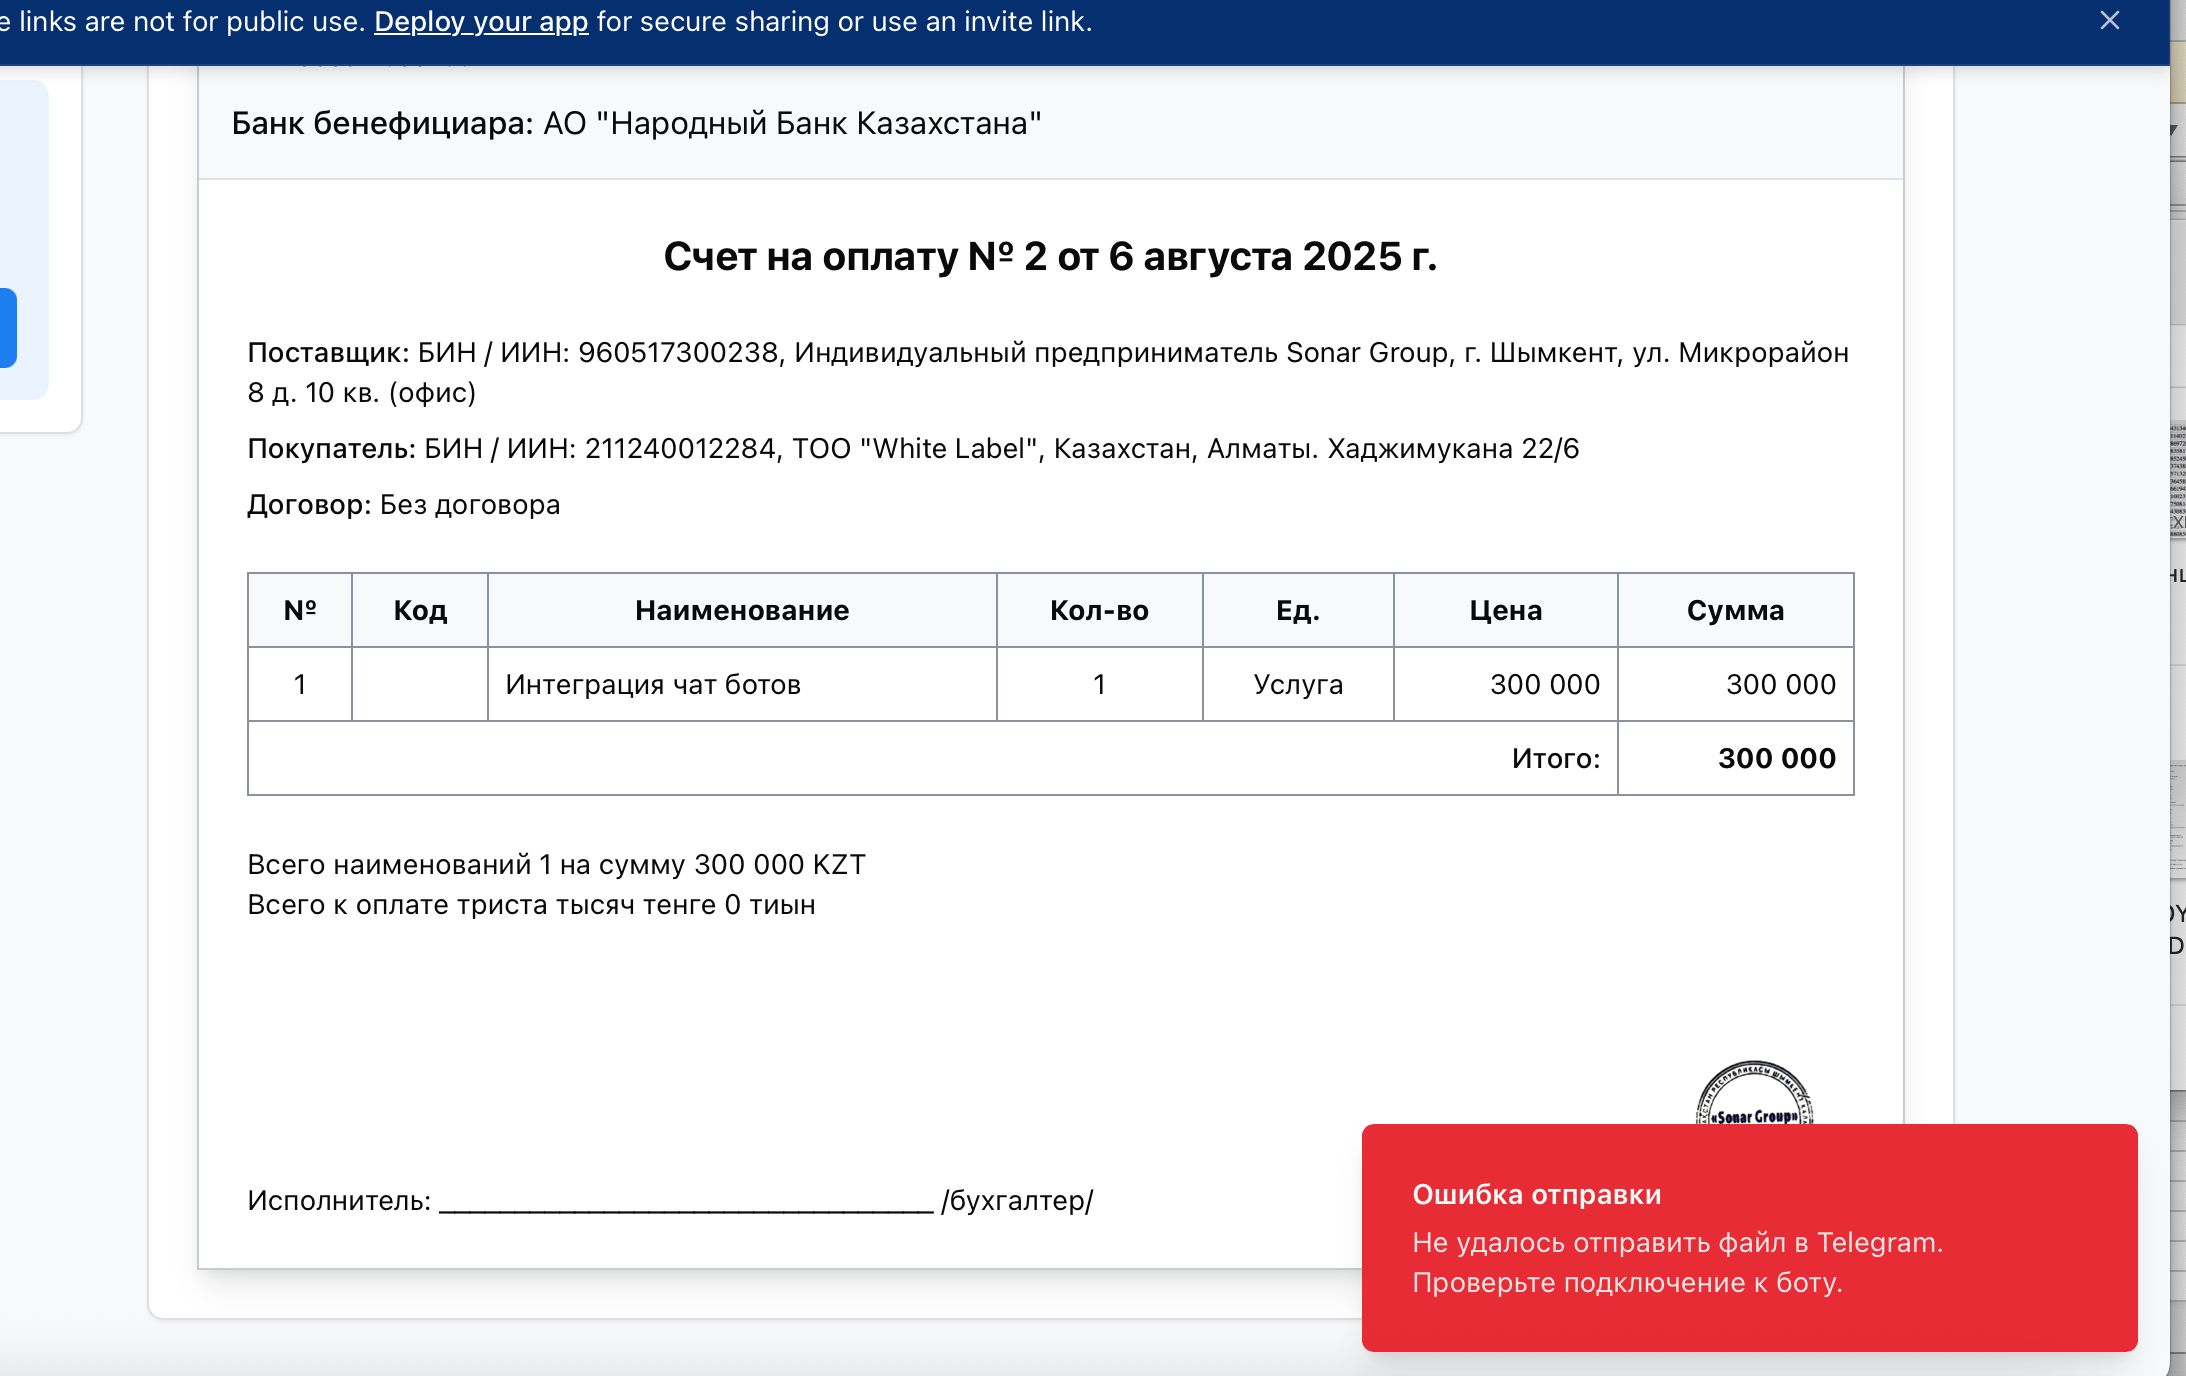 links are not for public use. Deploy your app for secure sharing or use an invite link.
Банк бенефициара: АО "Народный Банк Казахстана"
Счет на оплату № 2 от 6 августа 2025 г.
Поставщик: БИН / ИИН: 960517300238, Индивидуальный предприниматель Sonar Group, г. Шымкент, ул. Микрорайон
8 д. 10 кв. (офис)
Покупатель: БИН / ИИН: 211240012284, ТОО "White Label", Казахстан, Алматы. Хаджимукана 22/6
Договор: Без договора
№ Код Наименование Кол-во Ед. Цена Сумма
1 Интеграция чат ботов 1 Услуга 300 000 300 000
Итого: 300 000
Всего наименований 1 на сумму 300 000 KZT
Всего к оплате триста тысяч тенге 0 тиын
«Sonar Group»
Исполнитель: _________________________________ /бухгалтер/
Ошибка отправки
Не удалось отправить файл в Telegram.
Проверьте подключение к боту.